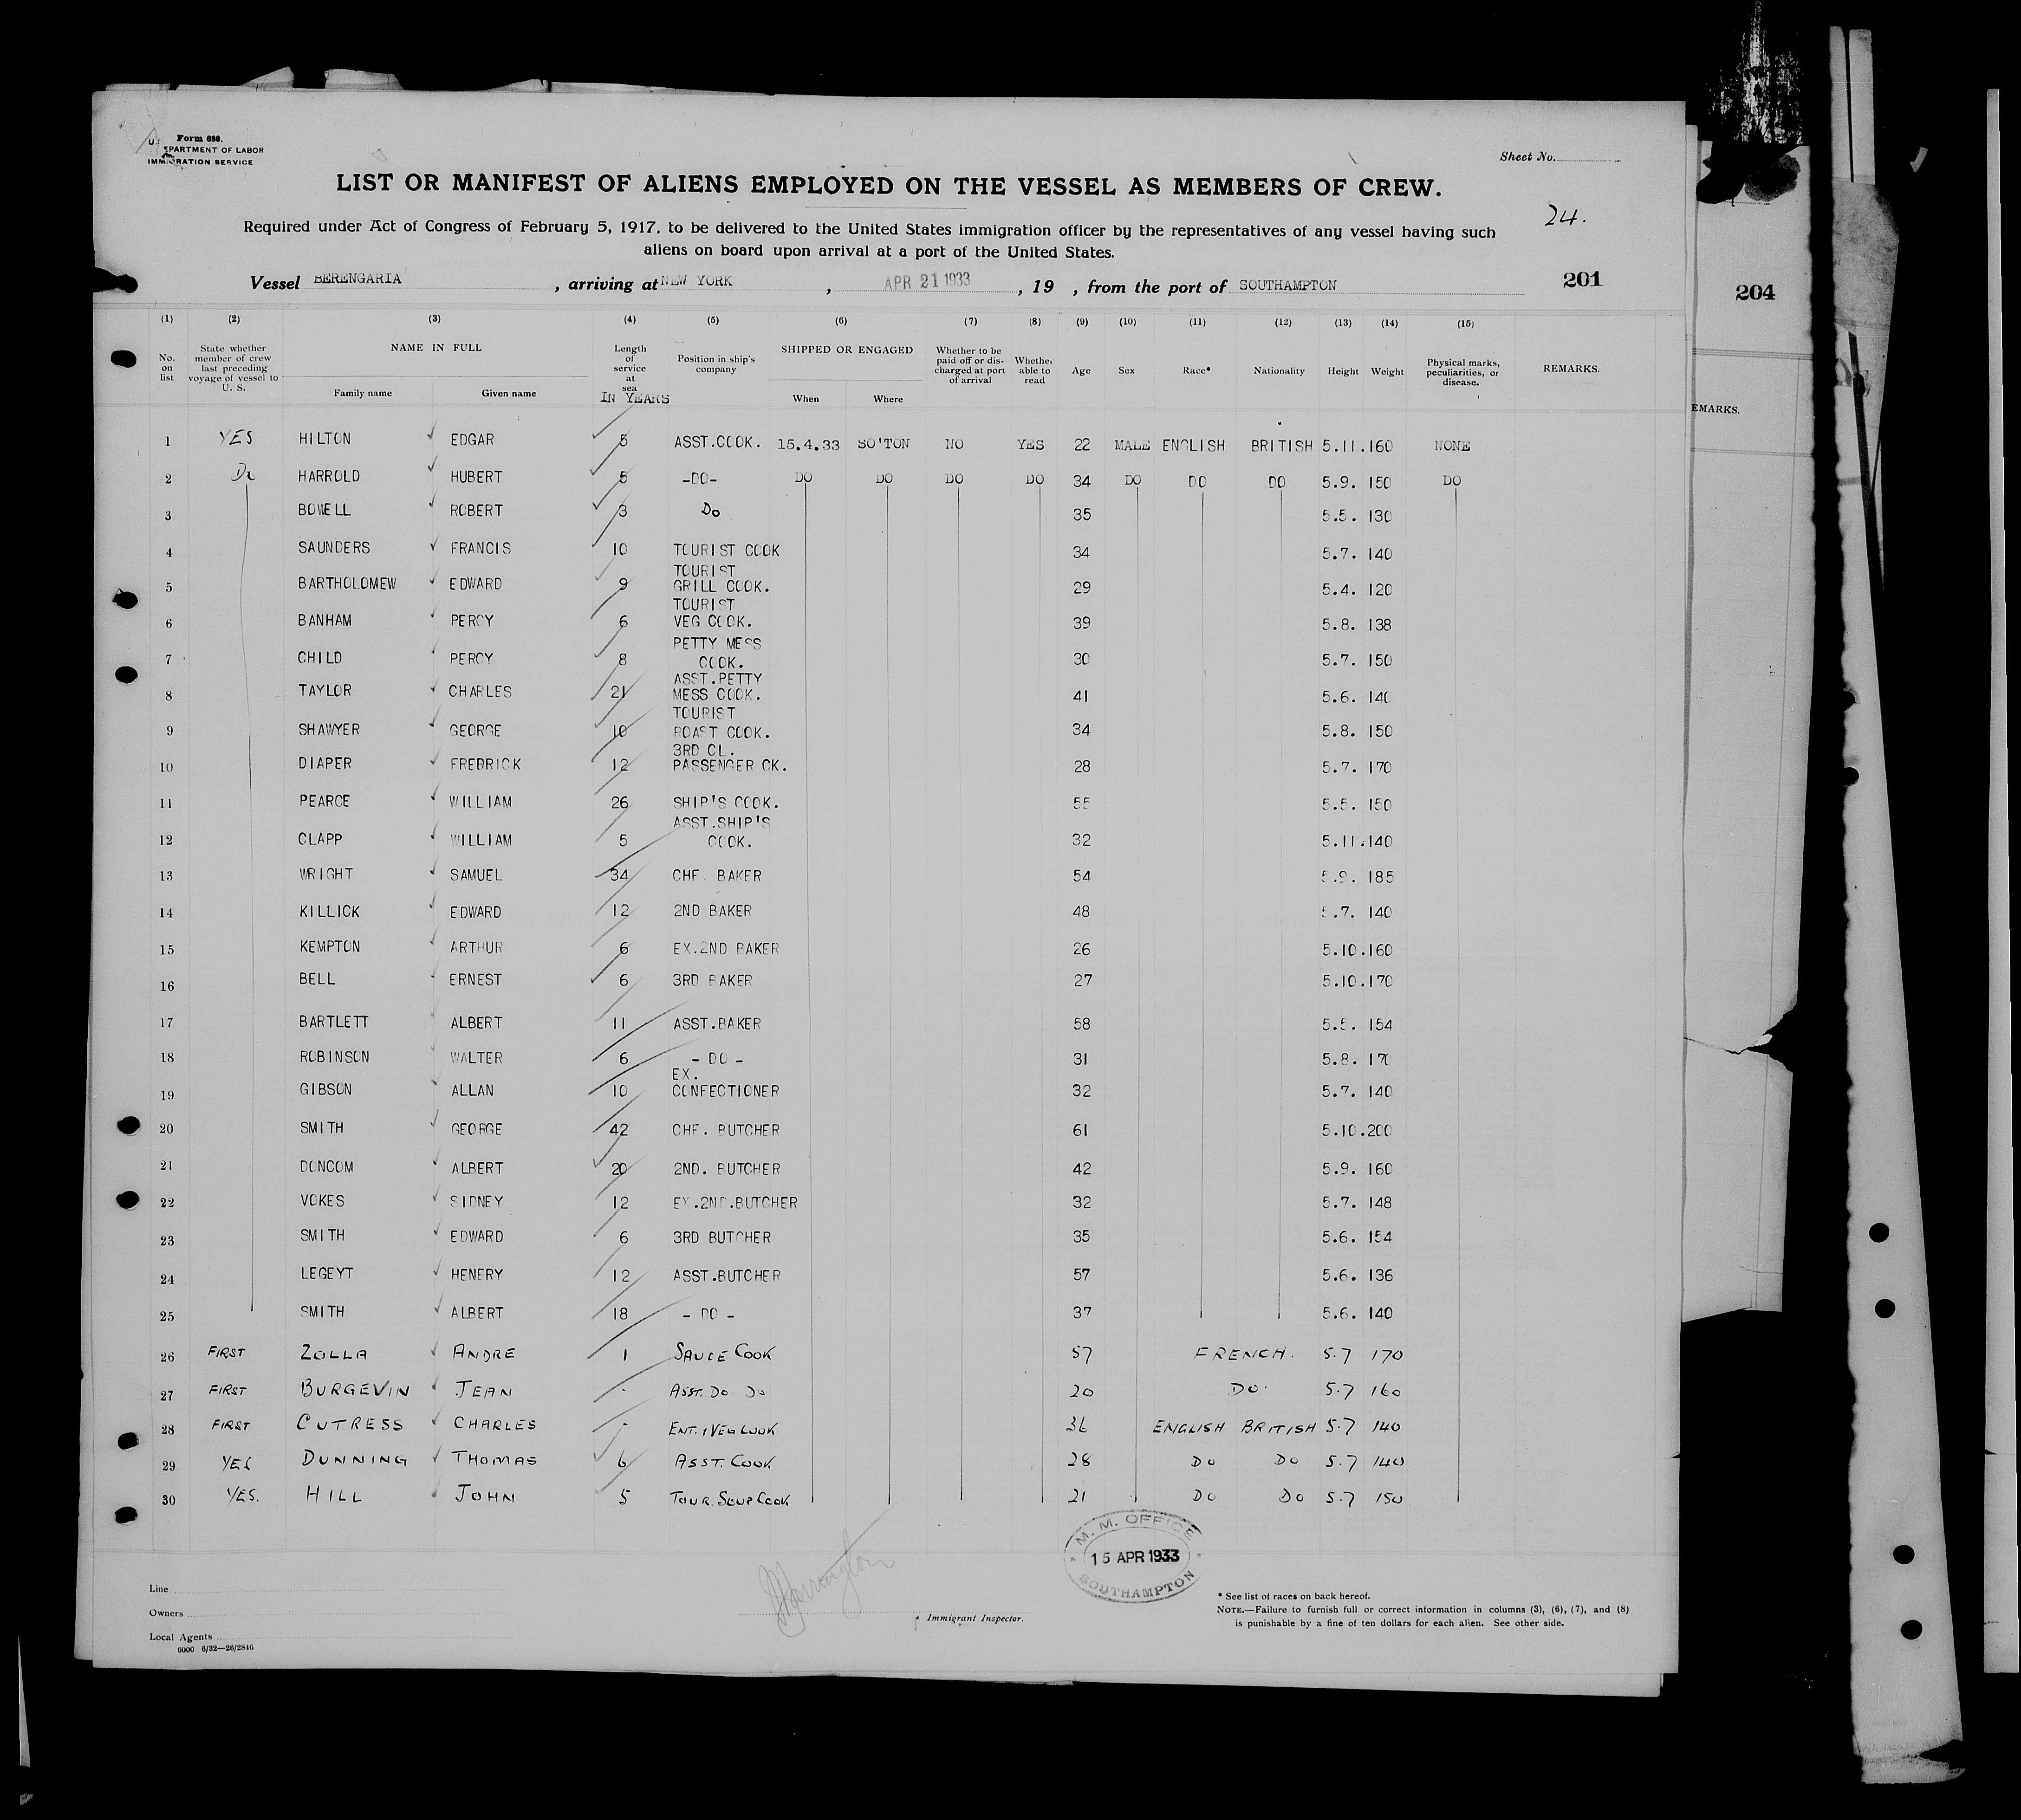 Form 680.
U.S. DEPARTMENT OF LABOR
IMMIGRATION SERVICE
Sheet No.
LIST OR MANIFEST OF ALIENS EMPLOYED ON THE VESSEL AS MEMBERS OF CREW.
24.
Required under Act of Congress of February 5, 1917, to be delivered to the United States immigration officer by the representatives of any vessel having such
aliens on board upon arrival at a port of the United States.
Vessel BERENGARIA , arriving at NEW YORK , APR 21 1933 , 19 , from the port of SOUTHAMPTON 201
204
(1) (2) (3) (4) (5) (6) (7) (8) (9) (10) (11) (12) (13) (14) (15)
No. on list State whether member of crew last preceding voyage of vessel to U. S. NAME IN FULL Family name Given name Length of service at sea IN YEARS Position in ship's company SHIPPED OR ENGAGED When Where Whether to be paid off or discharged at port of arrival Whether able to read Age Sex Race* Nationality Height Weight Physical marks, peculiarities, or disease. REMARKS.
EMARKS.
1 YES HILTON EDGAR 5 ASST.COOK. 15.4.33 SO'TON NO YES 22 MALE ENGLISH BRITISH 5.11. 160 NONE
2 Do HARROLD HUBERT 5 -DO- DO DO DO DO 34 DO DO DO 5.9. 150 DO
3 BOWELL ROBERT 3 Do 35 5.5. 130
4 SAUNDERS FRANCIS 10 TOURIST COOK 34 5.7. 140
5 BARTHOLOMEW EDWARD 9 TOURIST GRILL COOK. 29 5.4. 120
6 BANHAM PERCY 6 TOURIST VEG COOK. 39 5.8. 138
7 CHILD PERCY 8 PETTY MESS COOK. 30 5.7. 150
8 TAYLOR CHARLES 21 ASST.PETTY MESS COOK. 41 5.6. 140
9 SHAWYER GEORGE 10 TOURIST ROAST COOK. 34 5.8. 150
10 DIAPER FREDRICK 12 3RD CL. PASSENGER CK. 28 5.7. 170
11 PEARCE WILLIAM 26 SHIP'S COOK. 55 5.5. 150
12 CLAPP WILLIAM 5 ASST.SHIP'S COOK. 32 5.11. 140
13 WRIGHT SAMUEL 34 CHF. BAKER 54 5.9. 185
14 KILLICK EDWARD 12 2ND BAKER 48 5.7. 140
15 KEMPTON ARTHUR 6 EX.2ND BAKER 26 5.10. 160
16 BELL ERNEST 6 3RD BAKER 27 5.10. 170
17 BARTLETT ALBERT 11 ASST.BAKER 58 5.5. 154
18 ROBINSON WALTER 6 - DO - 31 5.8.
19 GIBSON ALLAN 10 EX. CONFECTIONER 32 5.7. 140
20 SMITH GEORGE 42 CHF. BUTCHER 61 5.10. 200
21 DONCOM ALBERT 20 2ND. BUTCHER 42 5.9. 160
22 VOKES SIDNEY 12 EX.2ND.BUTCHER 32 5.7. 148
23 SMITH EDWARD 6 3RD BUTCHER 35 5.6. 154
24 LEGEYT HENERY 12 ASST.BUTCHER 57 5.6. 136
25 SMITH ALBERT 18 - DO - 37 5.6. 140
26 FIRST ZOLLA ANDRE 1 SAUCE COOK 57 FRENCH. 5.7 170
27 FIRST BURGEVIN JEAN - ASST. DO DO 20 DO. 5.7 160
28 FIRST CUTRESS CHARLES - ENT. & VEG COOK 36 ENGLISH BRITISH 5.7 140
29 YES DUNNING THOMAS 6 ASST. COOK 28 DO DO 5.7 140
30 YES. HILL JOHN 5 TOUR. SOUP COOK 21 DO DO 5.7 150
M. M. OFFICE
15 APR 1933
SOUTHAMPTON
Line
Owners
Local Agents
6000 6/32—26/2846
Immigrant Inspector.
* See list of races on back hereof.
NOTE.—Failure to furnish full or correct information in columns (3), (6), (7), and (8)
is punishable by a fine of ten dollars for each alien. See other side.